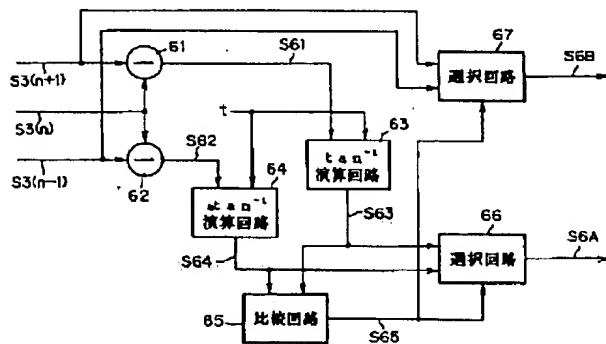 61
S61
67
選択回路
S6B
S3(n+1)
S3(n)
S3(n-1)
t
S62
62
63
tan⁻¹
演算回路
64
atan⁻¹
演算回路
S63
S64
66
選択回路
S6A
65
比較回路
S65